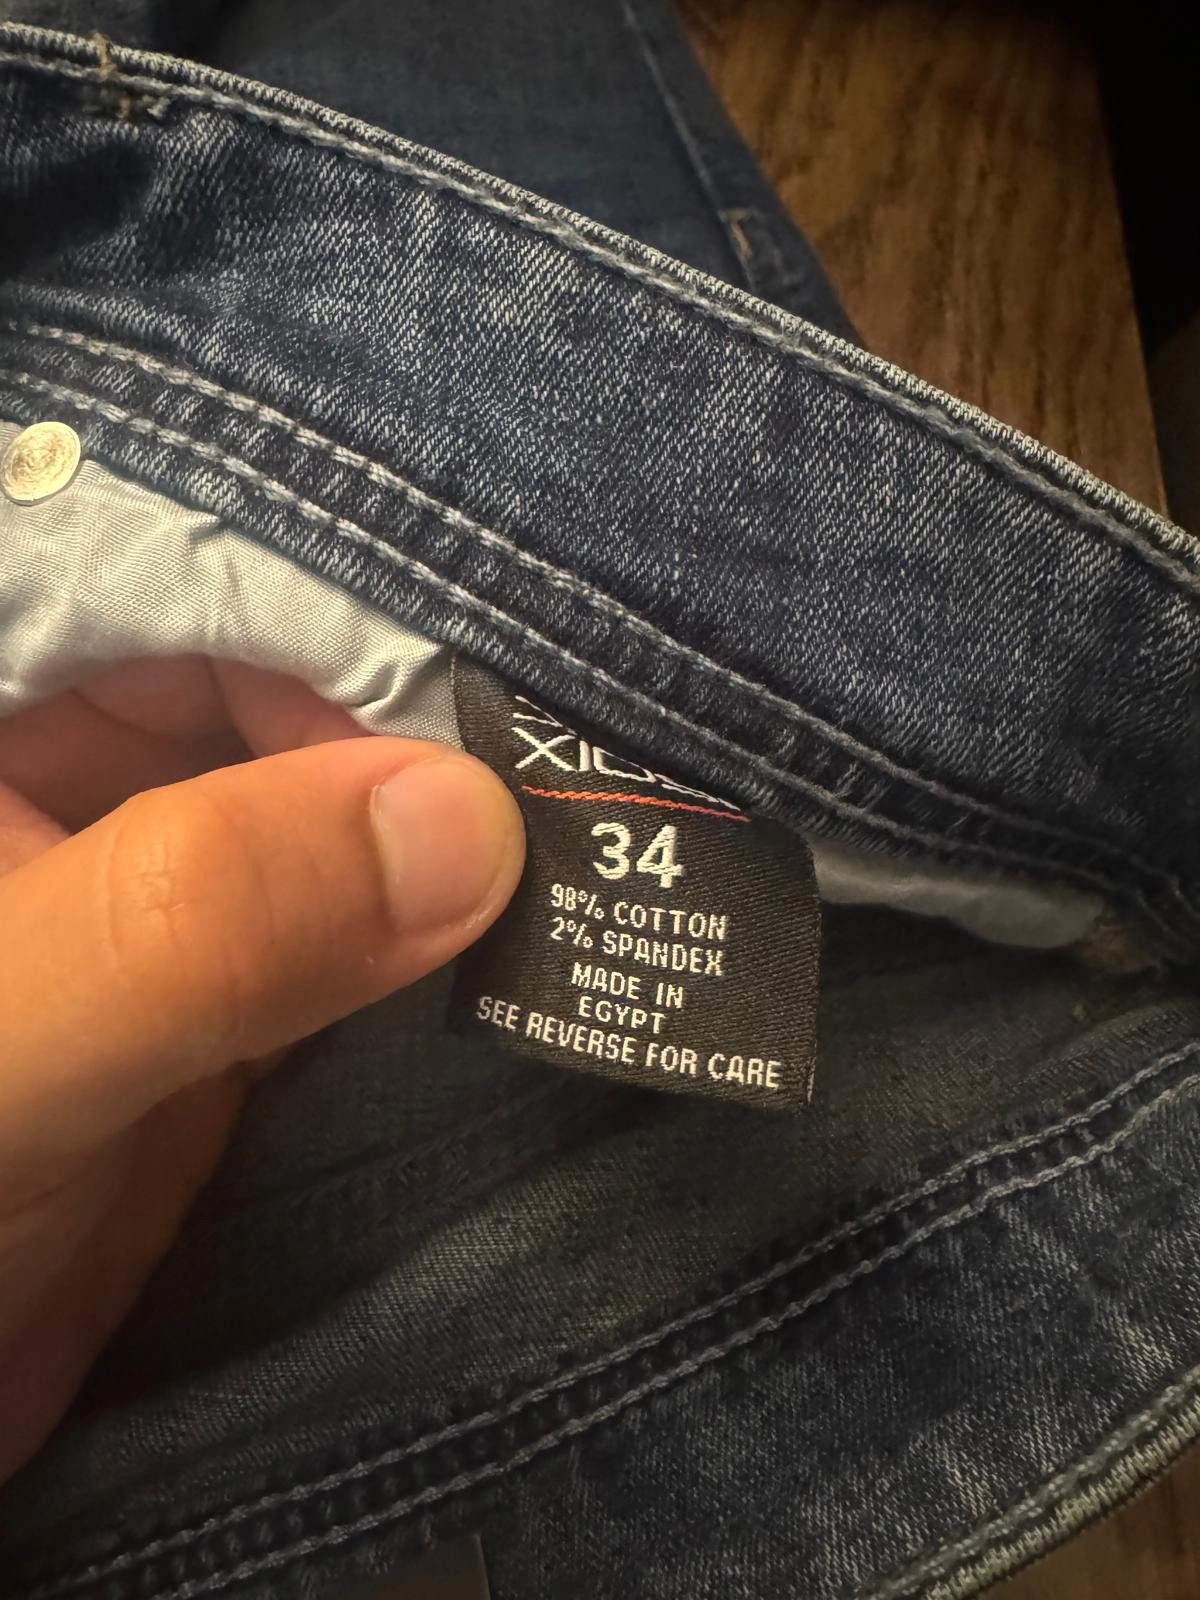 34
98% COTTON
2% SPANDEX
MADE IN
EGYPT
SEE REVERSE FOR CARE